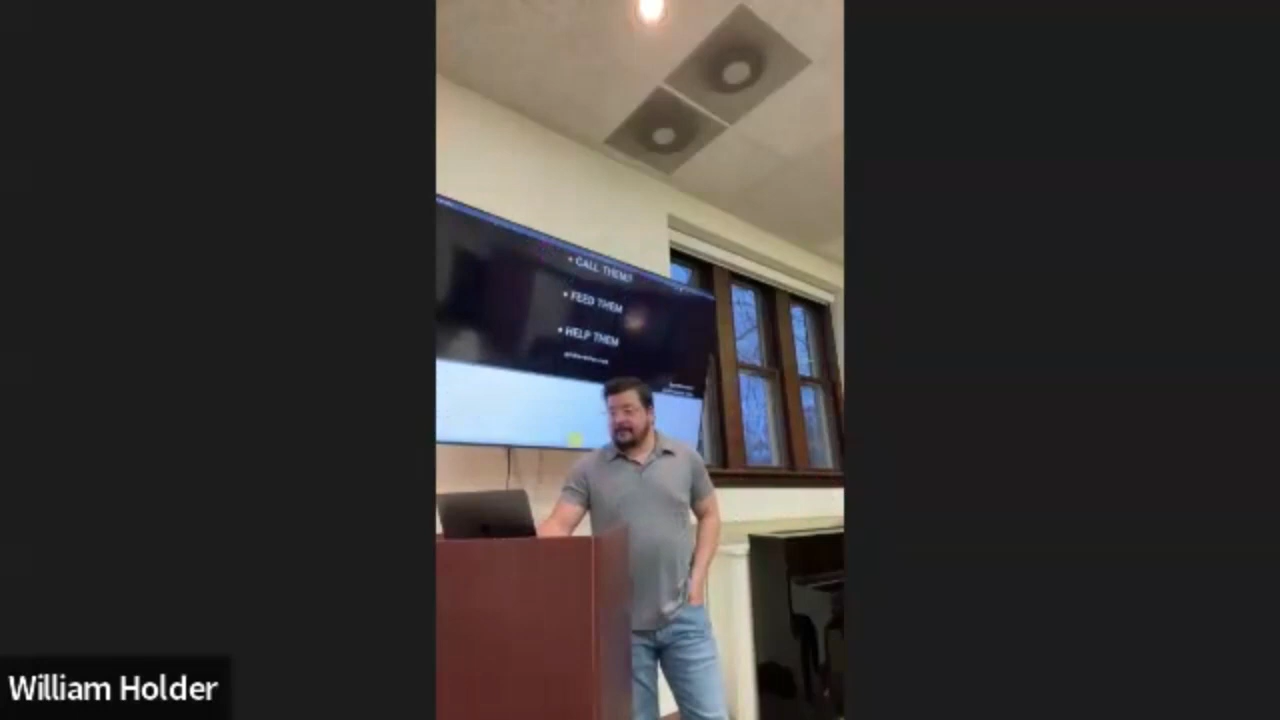 • CALL THEM?
• FEED THEM
• HELP THEM
William Holder